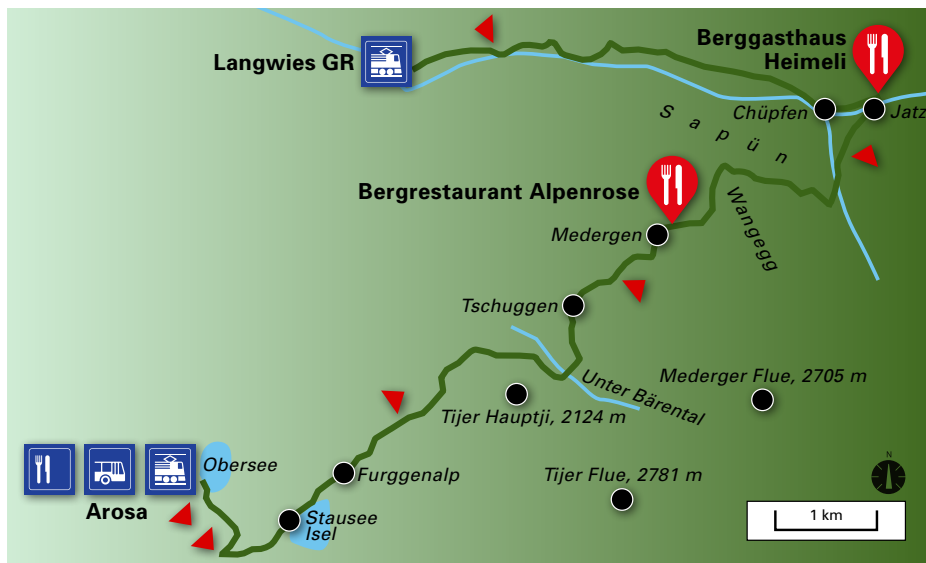 Berggasthaus
Heimeli
Langwies GR
Chüpfen
Jatz
Sapün
Bergrestaurant Alpenrose
Wangegg
Medergen
Tschuggen
Unter Bärental
Mederger Flue, 2705 m
Tijer Hauptji, 2124 m
Obersee
Furggenalp
Tijer Flue, 2781 m
N
Arosa
Stausee
Isel
1 km